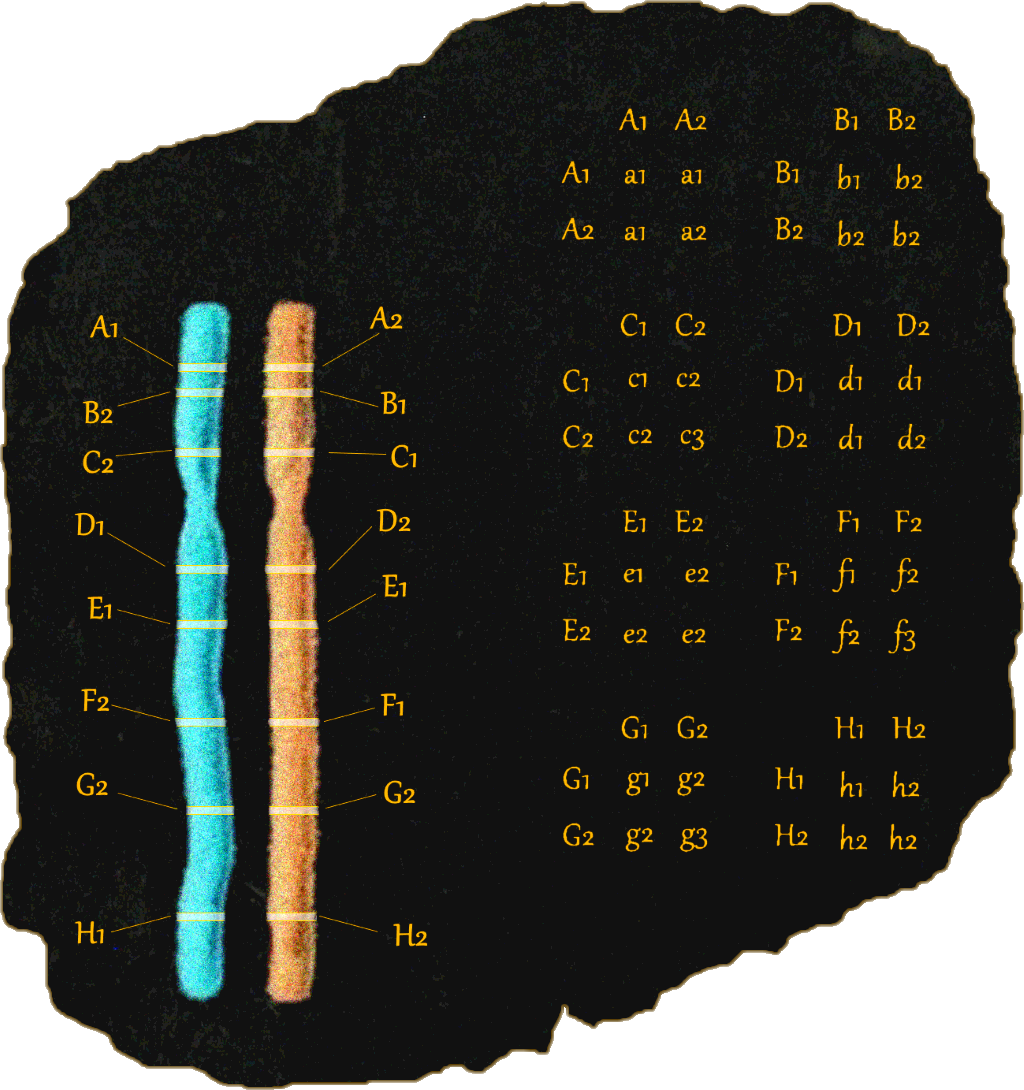 A1 A2
B2 B1
C2 C1
D1 D2
E1 E1
F2 F1
G2 G2
H1 H2
A1 A2
A1 a1 a1
A2 a1 a2
B1 B2
B1 b1 b2
B2 b2 b2
C1 C2
C1 c1 c2
C2 c2 c3
D1 D2
D1 d1 d1
D2 d1 d2
E1 E2
E1 e1 e2
E2 e2 e2
F1 F2
F1 f1 f2
F2 f2 f3
G1 G2
G1 g1 g2
G2 g2 g3
H1 H2
H1 h1 h2
H2 h2 h2